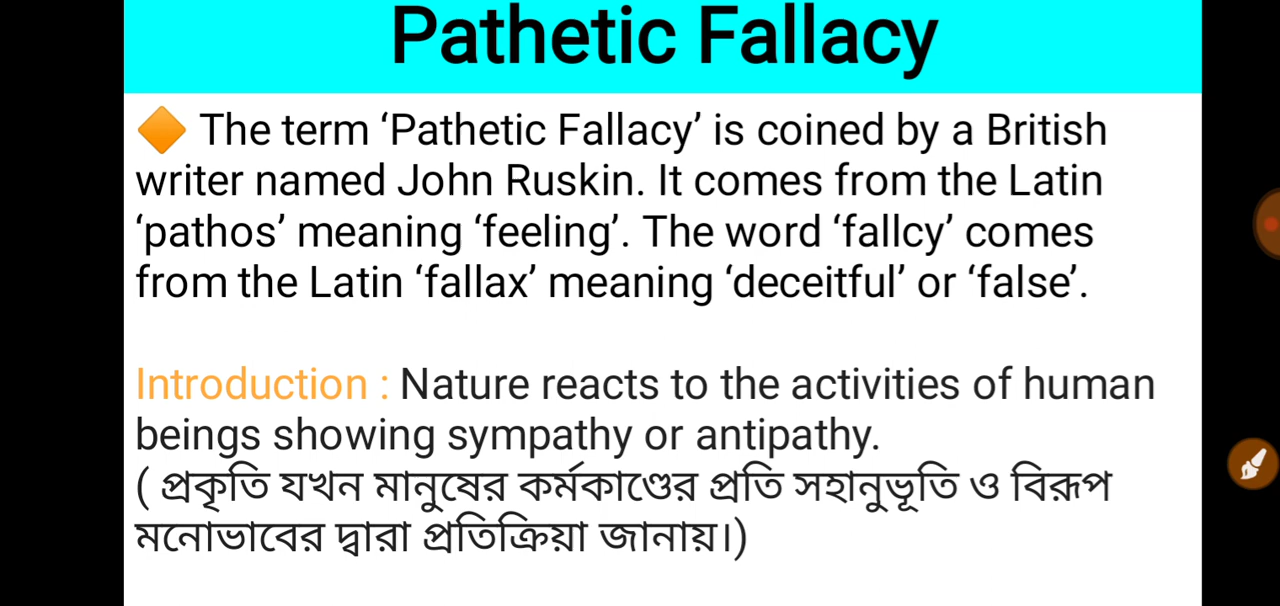 Pathetic Fallacy
🔶 The term ‘Pathetic Fallacy’ is coined by a British
writer named John Ruskin. It comes from the Latin
‘pathos’ meaning ‘feeling’. The word ‘fallcy’ comes
from the Latin ‘fallax’ meaning ‘deceitful’ or ‘false’.
Introduction : Nature reacts to the activities of human
beings showing sympathy or antipathy.
( প্রকৃতি যখন মানুষের কর্মকাণ্ডের প্রতি সহানুভূতি ও বিরূপ
মনোভাবের দ্বারা প্রতিক্রিয়া জানায়।)